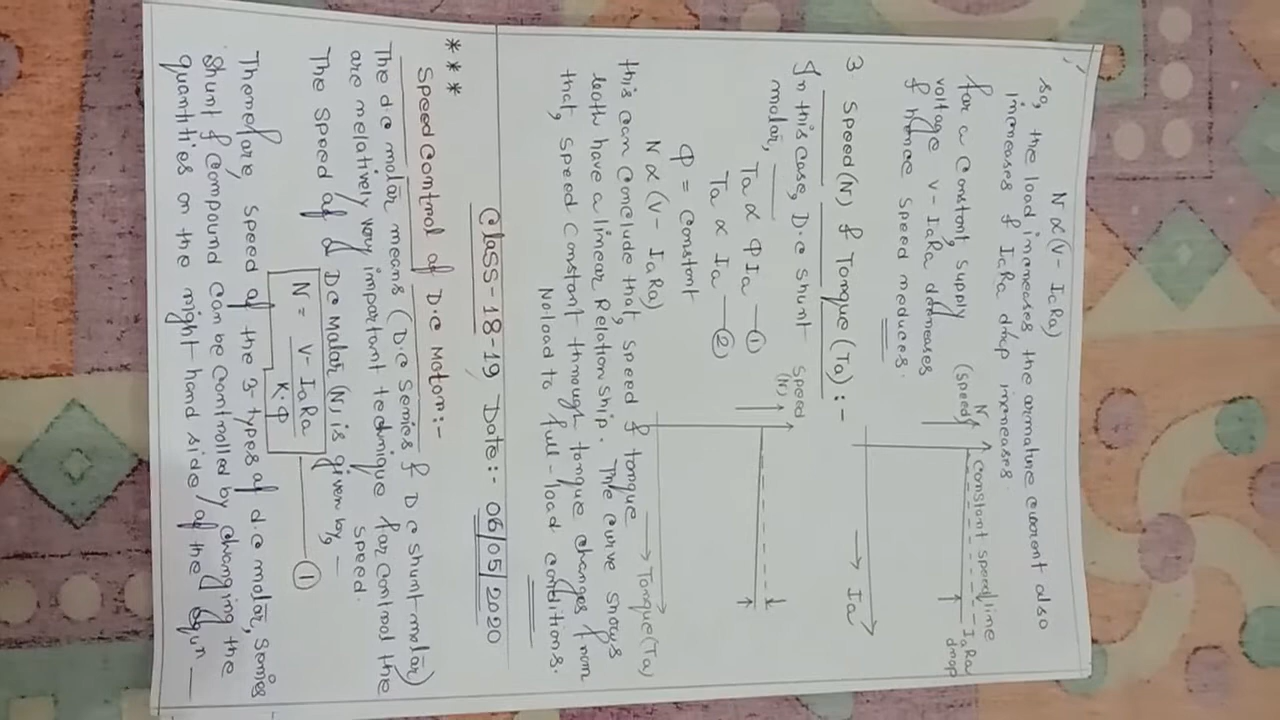 N ∝ (V - IaRa)
so, the load increases the armature current also
increases & IaRa drop increases.
for a constant supply
voltage V - IaRa decreases
& hence speed reduces.
N
(speed)
constant speed line
IaRa
drop
→ Ia
3 Speed (N) & Torque (Ta) :-
In this case, D.c shunt
motor,
Ta ∝ φIa — ①
Ta ∝ Ia — ②
φ = Constant
N ∝ (V - IaRa)
Speed
(N)
→ Torque (Ta)
this can conclude that, speed & torque
both have a linear Relationship. The curve shows
that, speed constant through torque changes from
No load to full-load conditions.
Class-18-19, Date:- 06/05/2020
***
Speed Control of D.c Motor:-
The d.c motor means (D.c series & D c shunt motor)
are relatively very important technique for control the
speed.
The speed of a DC Motor (N) is given by, —
N = V - IaRa / K.φ — ①
Therefore, speed of the 3-types of d.c motor, series
shunt & compound can be controlled by changing the
quantities on the right hand side of the eqn —